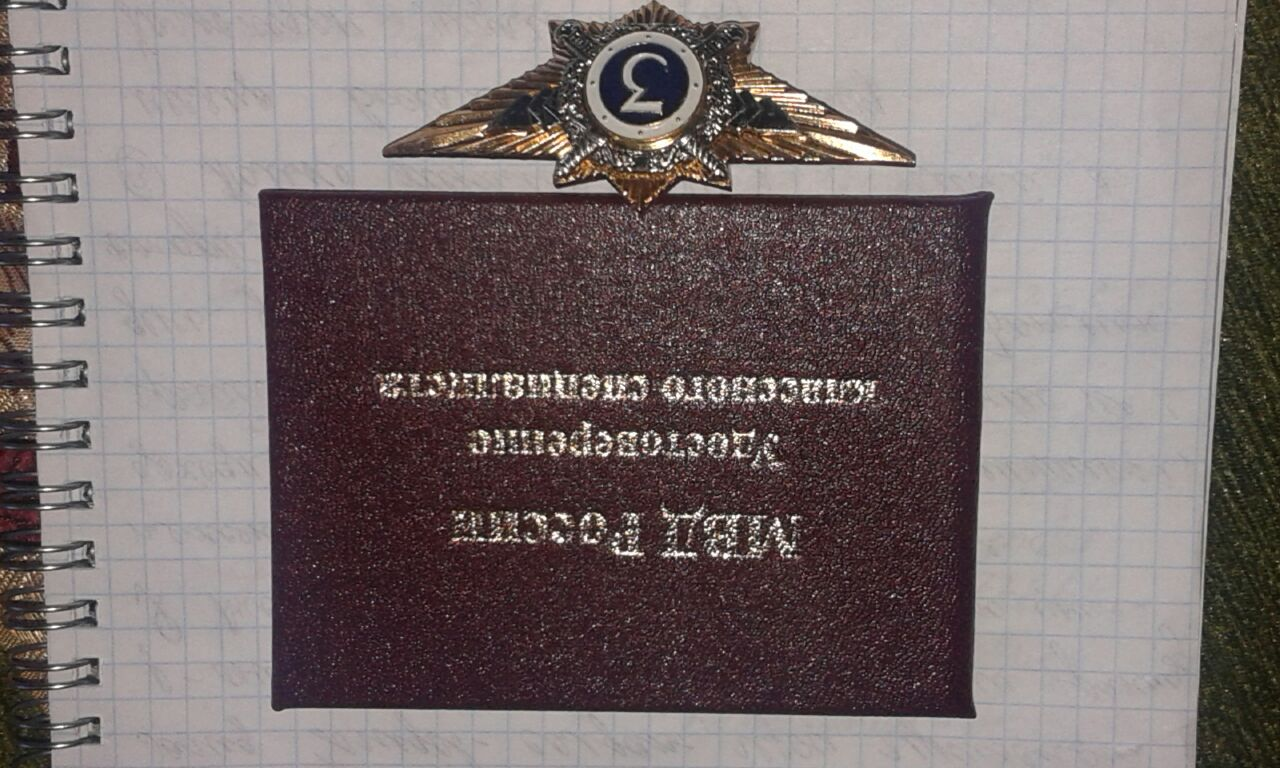 МВД России
Удостоверение
классного специалиста
3